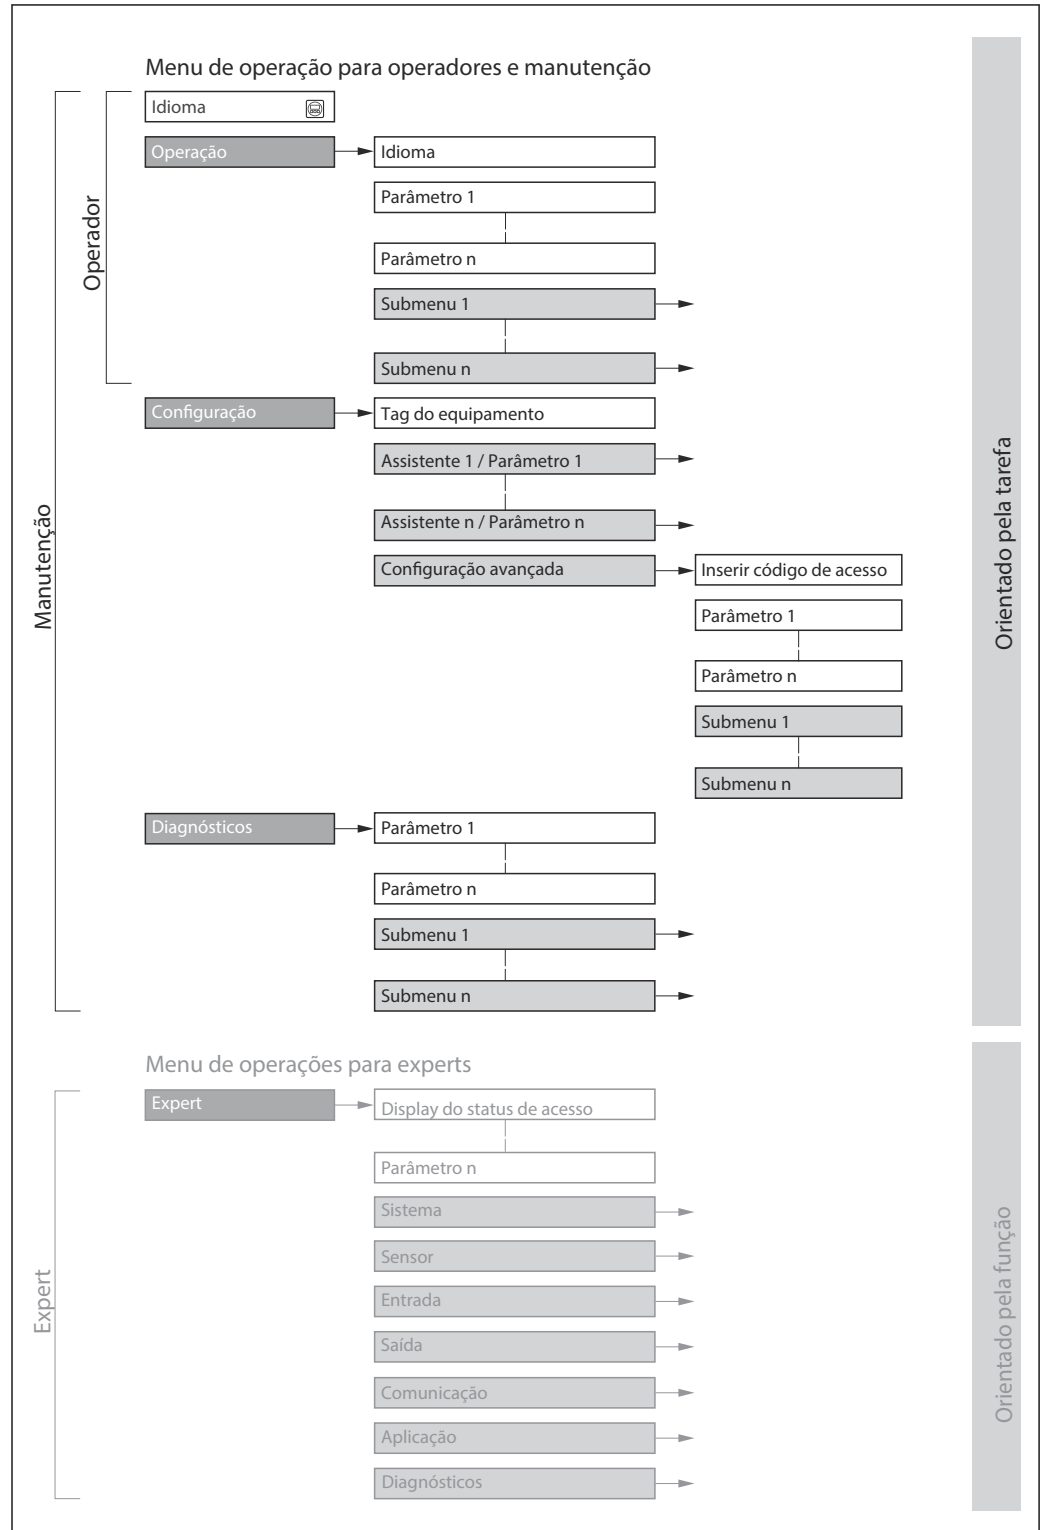 Menu de operação para operadores e manutenção
Idioma
Operação
Idioma
Parâmetro 1
Parâmetro n
Submenu 1
Submenu n
Operador
Configuração
Tag do equipamento
Assistente 1 / Parâmetro 1
Assistente n / Parâmetro n
Configuração avançada
Inserir código de acesso
Parâmetro 1
Parâmetro n
Submenu 1
Submenu n
Diagnósticos
Parâmetro 1
Parâmetro n
Submenu 1
Submenu n
Manutenção
Orientado pela tarefa
Menu de operações para experts
Expert
Display do status de acesso
Parâmetro n
Sistema
Sensor
Entrada
Saída
Comunicação
Aplicação
Diagnósticos
Expert
Orientado pela função